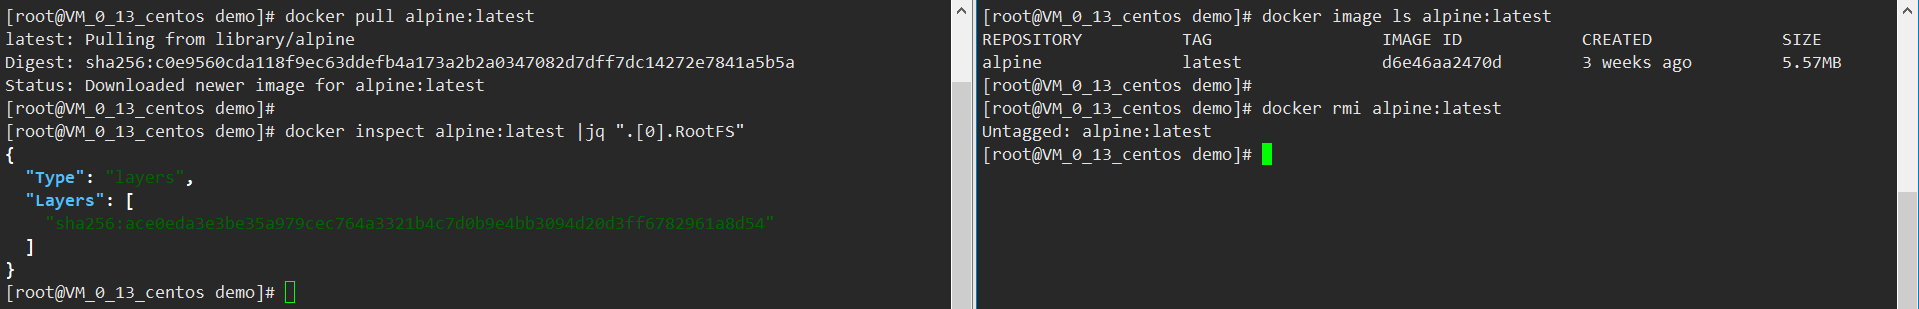 [root@VM_0_13_centos demo]# docker pull alpine:latest
latest: Pulling from library/alpine
Digest: sha256:c0e9560cda118f9ec63ddefb4a173a2b2a0347082d7dff7dc14272e7841a5b5a
Status: Downloaded newer image for alpine:latest
[root@VM_0_13_centos demo]#
[root@VM_0_13_centos demo]# docker inspect alpine:latest |jq ".[0].RootFS"
{
  "Type": "layers",
  "Layers": [
    "sha256:ace0eda3e3be35a979cec764a3321b4c7d0b9e4bb3094d20d3ff6782961a8d54"
  ]
}
[root@VM_0_13_centos demo]#
[root@VM_0_13_centos demo]# docker image ls alpine:latest
REPOSITORY          TAG                 IMAGE ID            CREATED             SIZE
alpine              latest              d6e46aa2470d        3 weeks ago         5.57MB
[root@VM_0_13_centos demo]#
[root@VM_0_13_centos demo]# docker rmi alpine:latest
Untagged: alpine:latest
[root@VM_0_13_centos demo]#